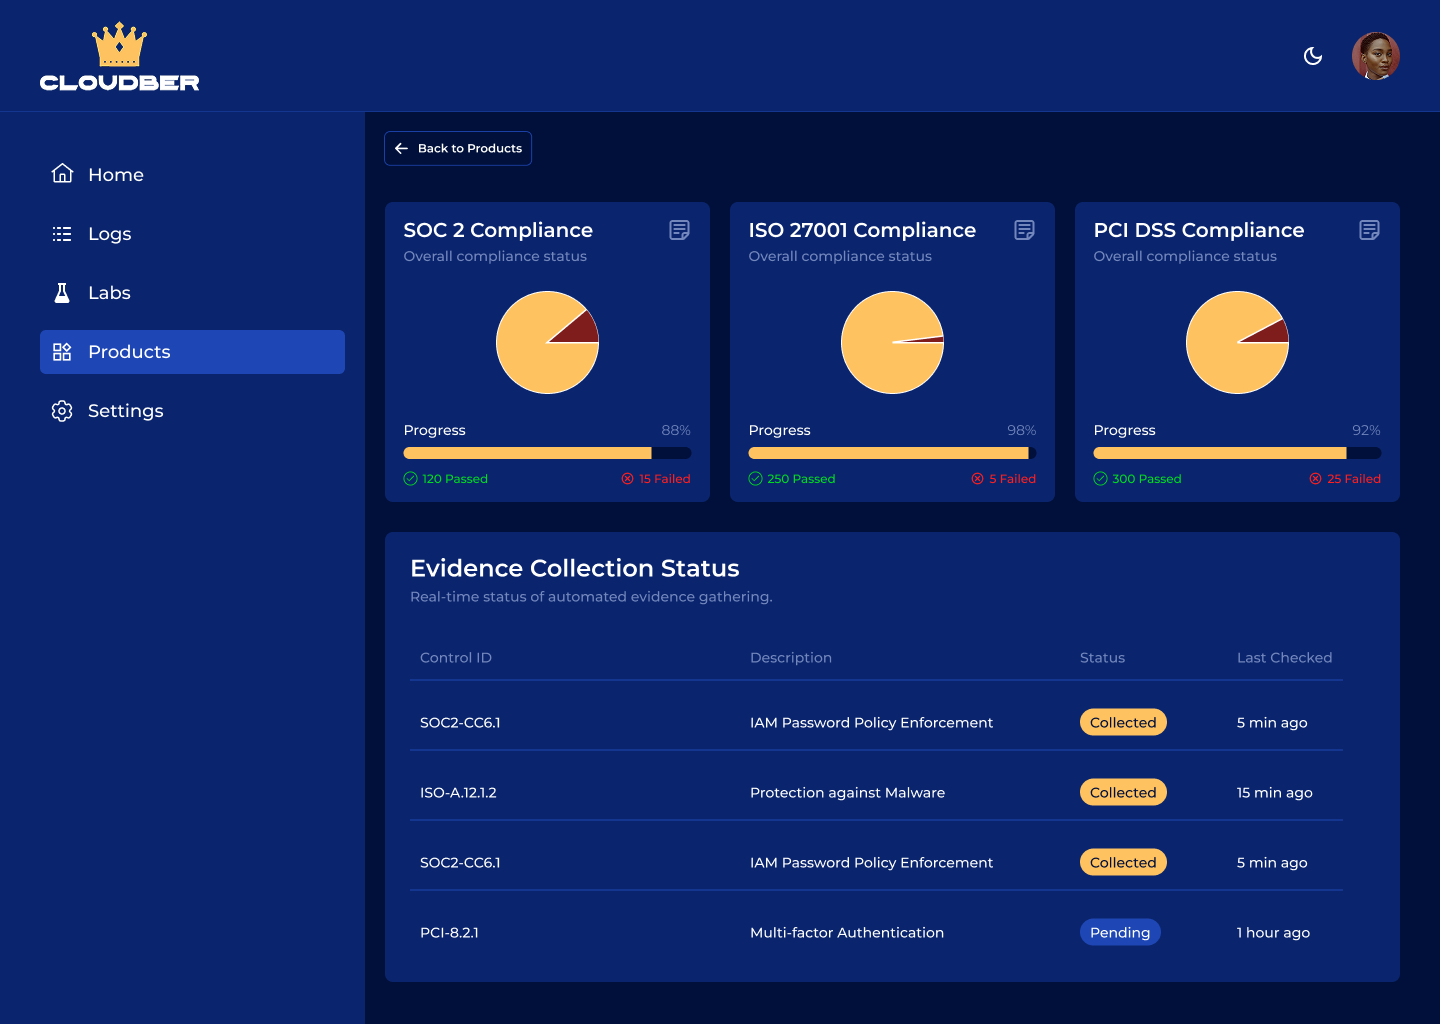 CLOUDBER
Home
Logs
Labs
Products
Settings
Back to Products
SOC 2 Compliance
Overall compliance status
Progress 88%
120 Passed 15 Failed
ISO 27001 Compliance
Overall compliance status
Progress 98%
250 Passed 5 Failed
PCI DSS Compliance
Overall compliance status
Progress 92%
300 Passed 25 Failed
Evidence Collection Status
Real-time status of automated evidence gathering.
Control ID Description Status Last Checked
SOC2-CC6.1 IAM Password Policy Enforcement Collected 5 min ago
ISO-A.12.1.2 Protection against Malware Collected 15 min ago
SOC2-CC6.1 IAM Password Policy Enforcement Collected 5 min ago
PCI-8.2.1 Multi-factor Authentication Pending 1 hour ago